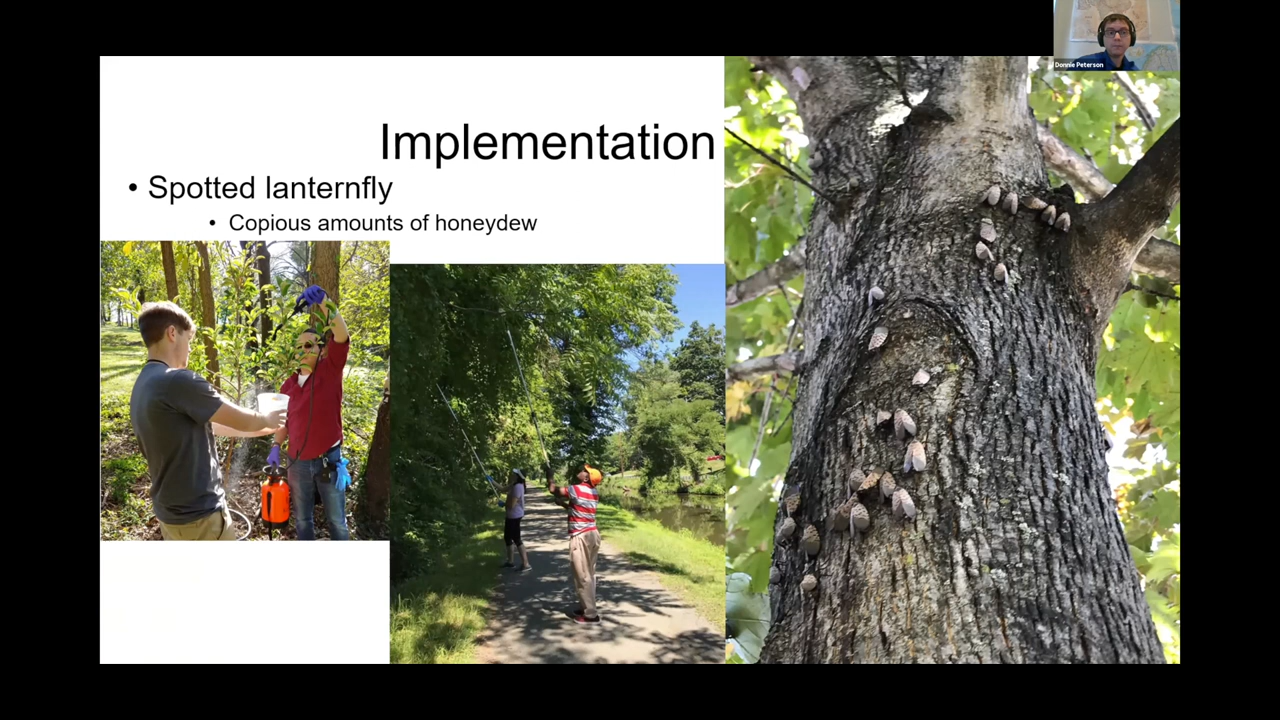 Donnie Peterson
Implementation
• Spotted lanternfly
• Copious amounts of honeydew